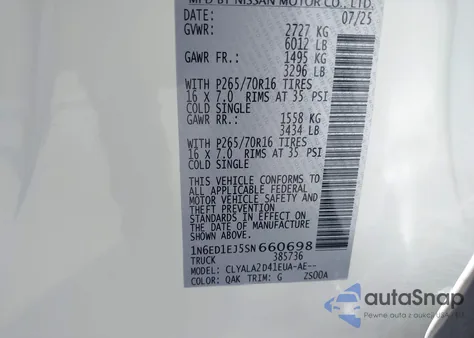 MFD BY NISSAN MOTOR CO., LTD.
DATE: 07/25
GVWR: 2727 KG
6012 LB
GAWR FR.: 1495 KG
3296 LB
WITH P265/70R16 TIRES
16 X 7.0 RIMS AT 35 PSI
COLD SINGLE
GAWR RR.: 1558 KG
3434 LB
WITH P265/70R16 TIRES
16 X 7.0 RIMS AT 35 PSI
COLD SINGLE
THIS VEHICLE CONFORMS TO
ALL APPLICABLE FEDERAL
MOTOR VEHICLE SAFETY AND
THEFT PREVENTION
STANDARDS IN EFFECT ON
THE DATE OF MANUFACTURE
SHOWN ABOVE.
1N6ED1EJ5SN660698
TRUCK 385736
MODEL: CLYALA2D41EUA-AE--
COLOR: QAK TRIM: G ZS00A
autoSnap
Pewne auto z aukcji USA